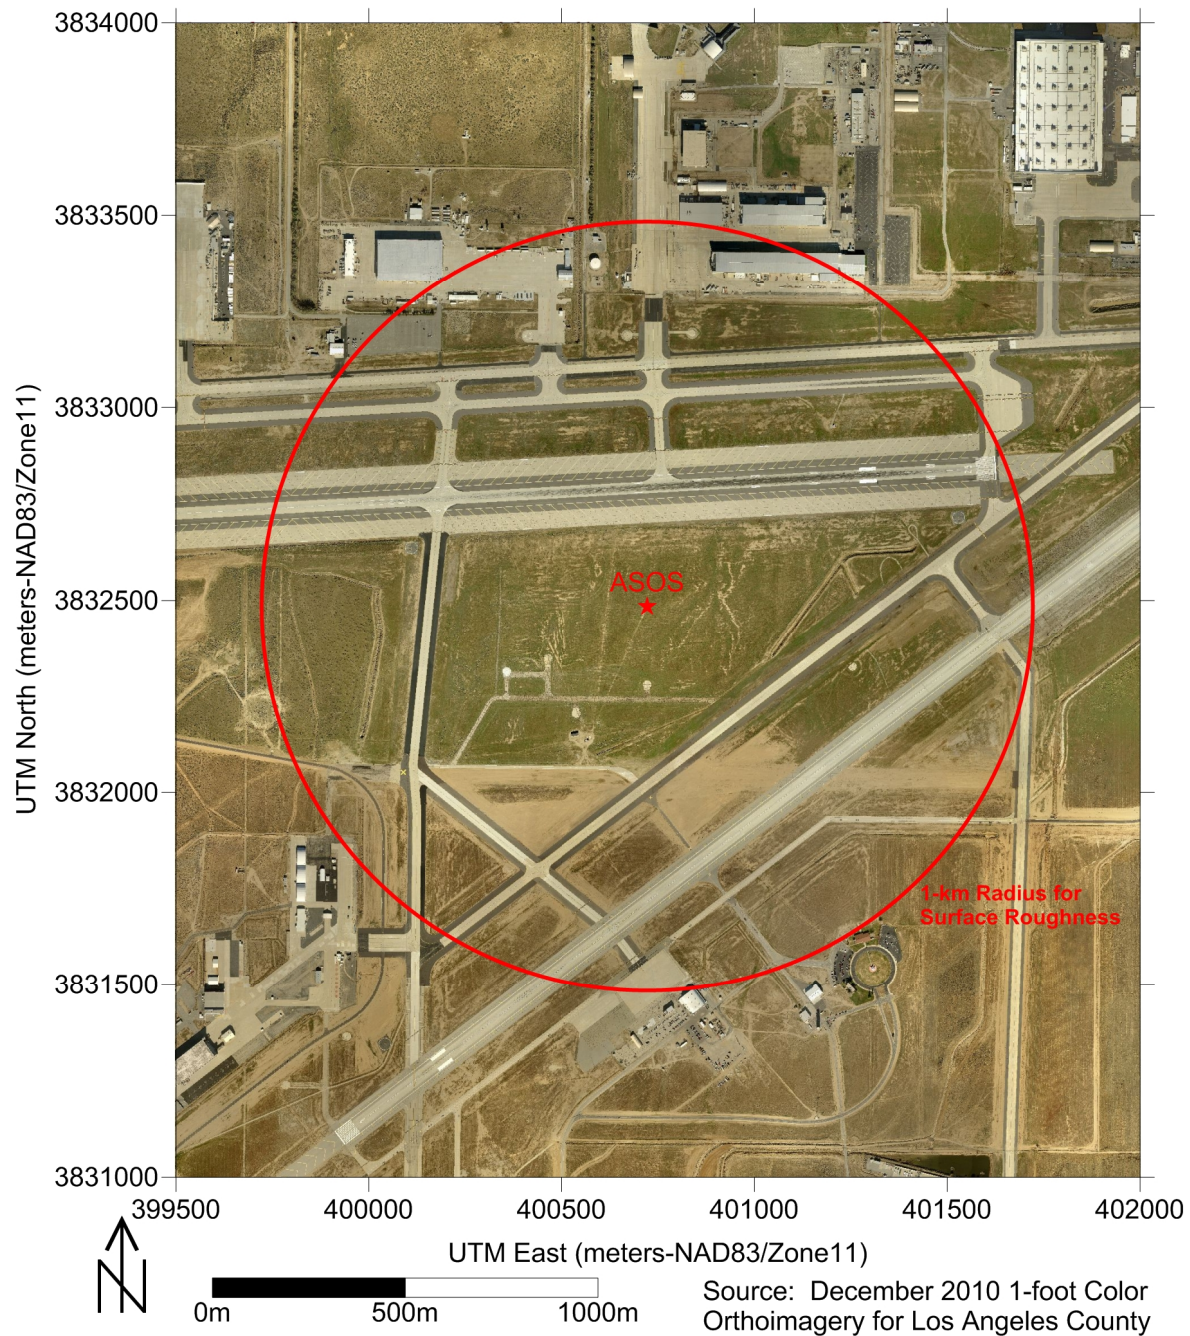 3834000
3833500
3833000
3832500
3832000
3831500
3831000
UTM North (meters-NAD83/Zone11)
ASOS
1-km Radius for
Surface Roughness
399500 400000 400500 401000 401500 402000
UTM East (meters-NAD83/Zone11)
N
0m 500m 1000m
Source: December 2010 1-foot Color
Orthoimagery for Los Angeles County